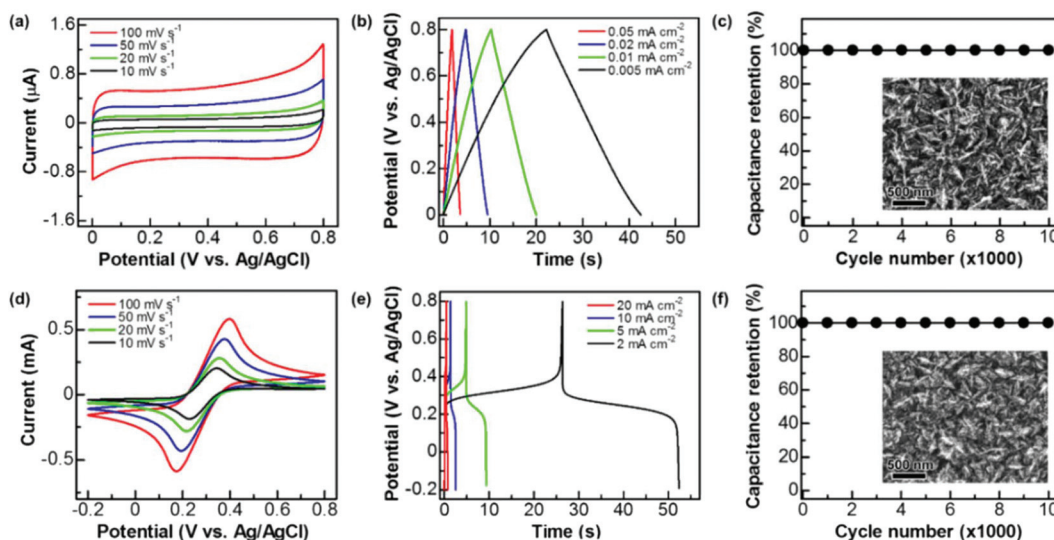 (a)
100 mV s⁻¹
50 mV s⁻¹
20 mV s⁻¹
10 mV s⁻¹
Current (μA)
1.6
0.8
0
-0.8
-1.6
0 0.2 0.4 0.6 0.8
Potential (V vs. Ag/AgCl)
(b)
0.05 mA cm⁻²
0.02 mA cm⁻²
0.01 mA cm⁻²
0.005 mA cm⁻²
Potential (V vs. Ag/AgCl)
0.8
0.6
0.4
0.2
0
0 10 20 30 40 50
Time (s)
(c)
Capacitance retention (%)
100
80
60
40
20
0
500 nm
0 2 4 6 8 10
Cycle number (x1000)
(d)
100 mV s⁻¹
50 mV s⁻¹
20 mV s⁻¹
10 mV s⁻¹
Current (mA)
0.5
0
-0.5
-0.2 0 0.2 0.4 0.6 0.8
Potential (V vs. Ag/AgCl)
(e)
20 mA cm⁻²
10 mA cm⁻²
5 mA cm⁻²
2 mA cm⁻²
Potential (V vs. Ag/AgCl)
0.8
0.6
0.4
0.2
0
-0.2
0 10 20 30 40 50
Time (s)
(f)
Capacitance retention (%)
100
80
60
40
20
0
500 nm
0 2 4 6 8 10
Cycle number (x1000)